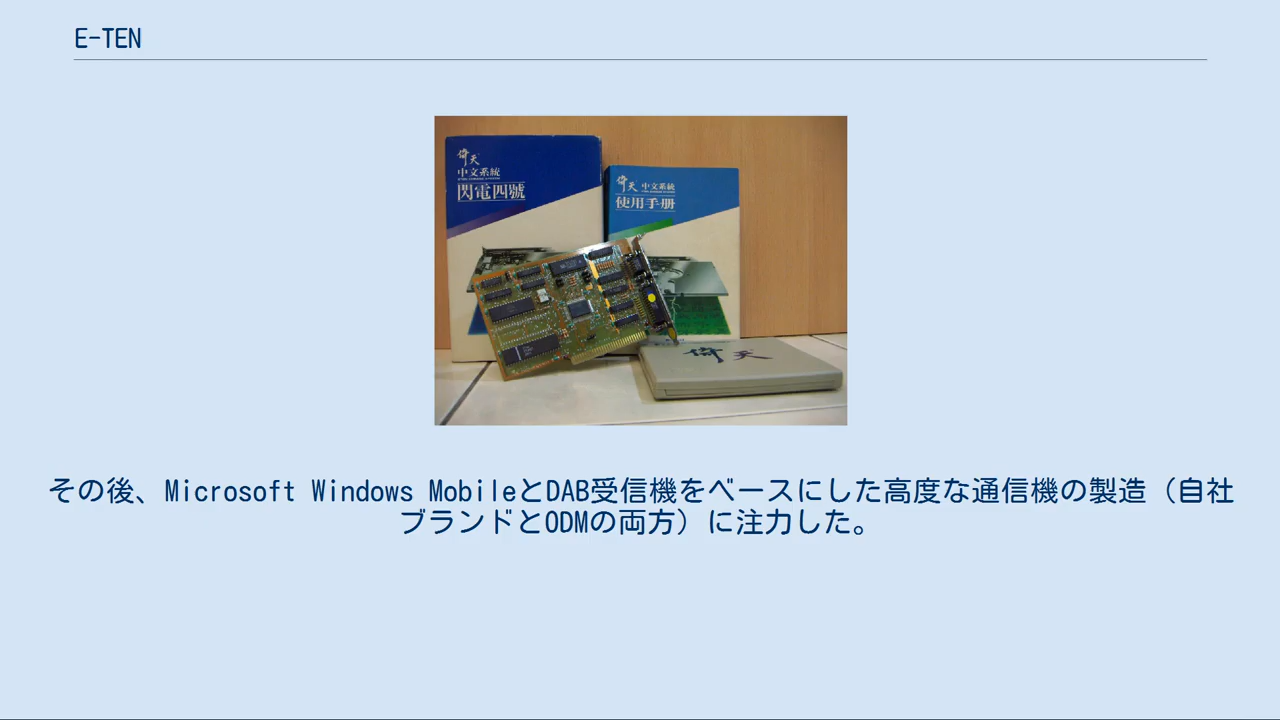 E-TEN
倚天
中文系統
閃電四號
倚天 中文系統
使用手册
倚天
その後、Microsoft Windows MobileとDAB受信機をベースにした高度な通信機の製造（自社
ブランドとODMの両方）に注力した。